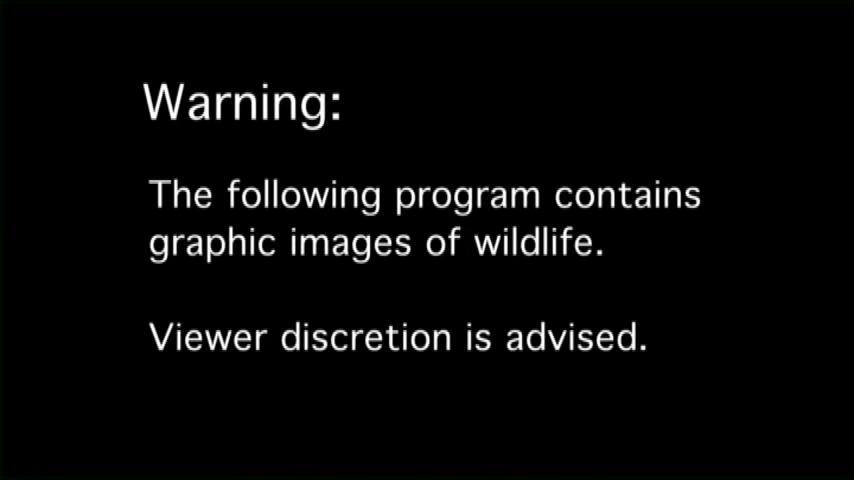 Warning:
The following program contains
graphic images of wildlife.
Viewer discretion is advised.